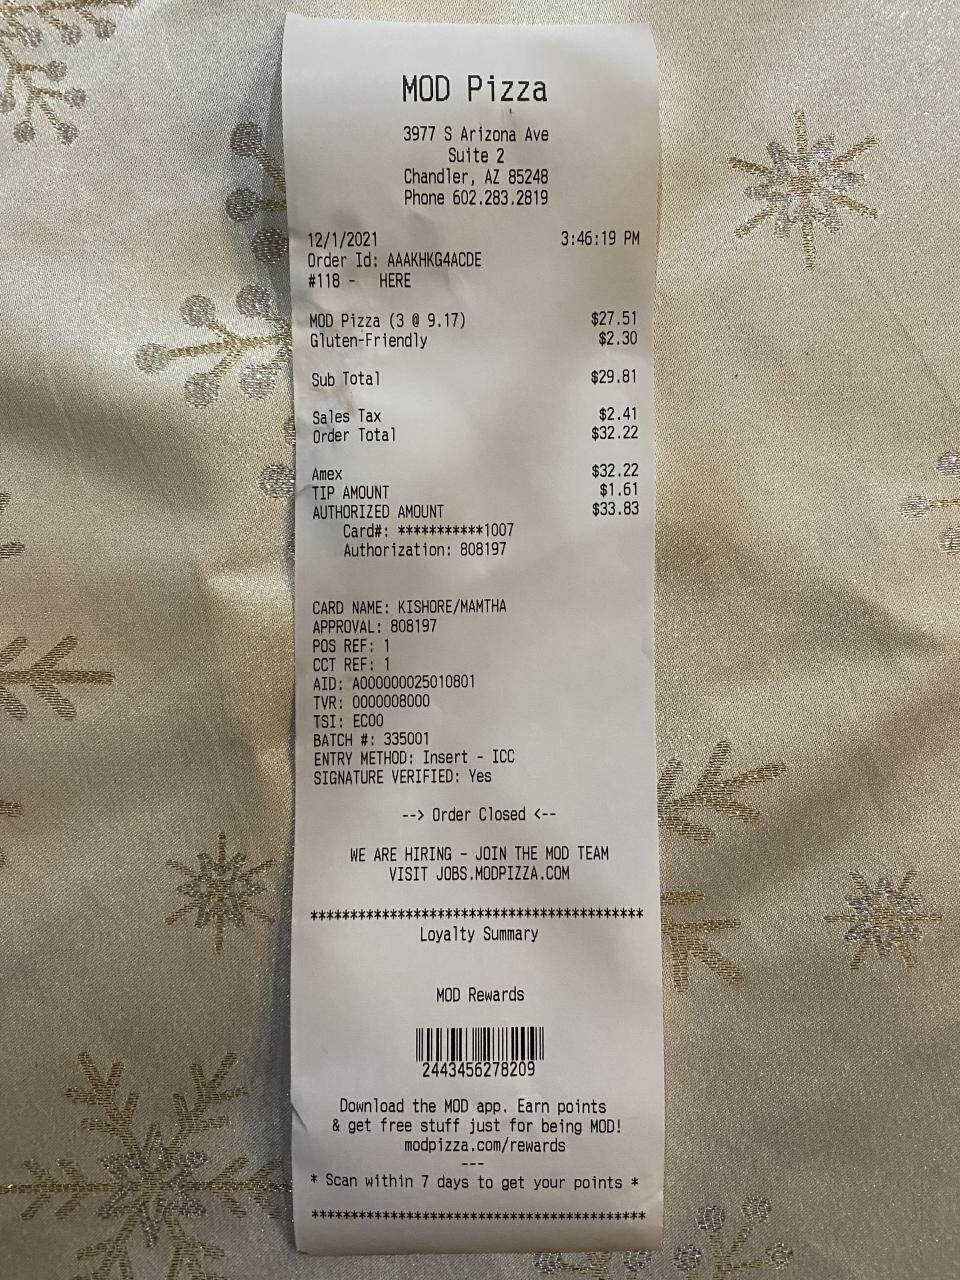 MOD Pizza
3977 S Arizona Ave
Suite 2
Chandler, AZ 85248
Phone 602.283.2819
12/1/2021 3:46:19 PM
Order Id: AAAKHKG4ACDE
#118 - HERE
MOD Pizza (3 @ 9.17) $27.51
Gluten-Friendly $2.30
Sub Total $29.81
Sales Tax $2.41
Order Total $32.22
Amex $32.22
TIP AMOUNT $1.61
AUTHORIZED AMOUNT $33.83
Card#: ***********1007
Authorization: 808197
CARD NAME: KISHORE/MAMTHA
APPROVAL: 808197
POS REF: 1
CCT REF: 1
AID: A000000025010801
TVR: 0000008000
TSI: EC00
BATCH #: 335001
ENTRY METHOD: Insert - ICC
SIGNATURE VERIFIED: Yes
--> Order Closed <--
WE ARE HIRING - JOIN THE MOD TEAM
VISIT JOBS.MODPIZZA.COM
******************************************
Loyalty Summary
MOD Rewards
2443456278209
Download the MOD app. Earn points
& get free stuff just for being MOD!
modpizza.com/rewards
---
* Scan within 7 days to get your points *
******************************************